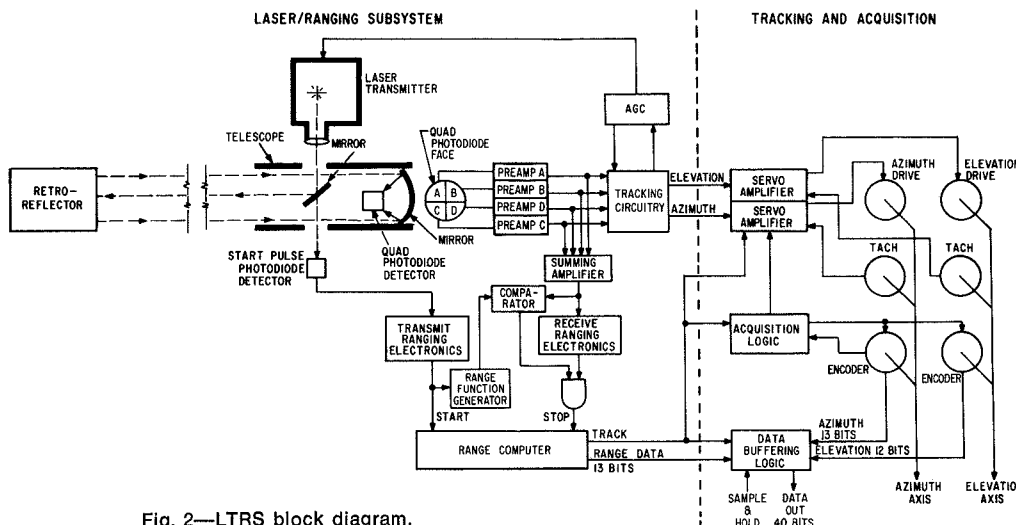 LASER/RANGING SUBSYSTEM
TRACKING AND ACQUISITION
LASER
TRANSMITTER
TELESCOPE
MIRROR
QUAD
PHOTODIODE
FACE
AGC
RETRO-
REFLECTOR
A B
C D
PREAMP A
PREAMP B
PREAMP D
PREAMP C
TRACKING
CIRCUITRY
ELEVATION
AZIMUTH
SERVO
AMPLIFIER
SERVO
AMPLIFIER
AZIMUTH
DRIVE
ELEVATION
DRIVE
MIRROR
QUAD
PHOTODIODE
DETECTOR
START PULSE
PHOTODIODE
DETECTOR
SUMMING
AMPLIFIER
TACH
TACH
COMPA-
RATOR
TRANSMIT
RANGING
ELECTRONICS
RECEIVE
RANGING
ELECTRONICS
ACQUISITION
LOGIC
ENCODER
ENCODER
RANGE
FUNCTION
GENERATOR
START
STOP
RANGE COMPUTER
TRACK
RANGE DATA
13 BITS
DATA
BUFFERING
LOGIC
AZIMUTH
13 BITS
ELEVATION 12 BITS
SAMPLE
&
HOLD
DATA
OUT
40 BITS
AZIMUTH
AXIS
ELEVATION
AXIS
Fig. 2—LTRS block diagram.